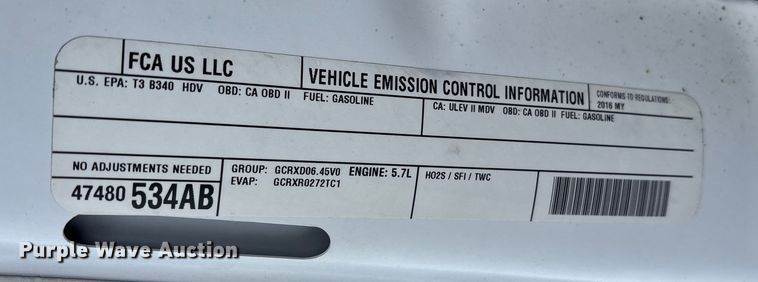 FCA US LLC
VEHICLE EMISSION CONTROL INFORMATION
CONFORMS TO REGULATIONS:
2016 MY
U.S. EPA: T3 B340 HDV OBD: CA OBD II FUEL: GASOLINE
CA: ULEV II MDV OBD: CA OBD II FUEL: GASOLINE
NO ADJUSTMENTS NEEDED
47480 534AB
GROUP: GCRXD06.45V0 ENGINE: 5.7L
EVAP: GCRXR0272TC1
HO2S / SFI / TWC
Purple Wave Auction